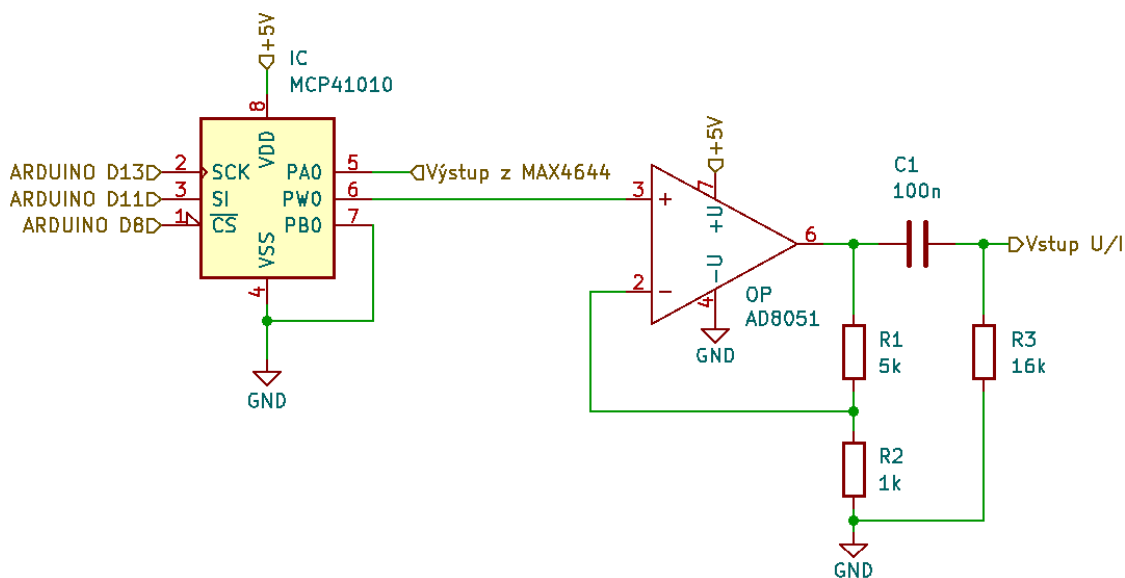 +5V
IC
MCP41010
8
VDD
ARDUINO D13
2
SCK
PA0
5
Výstup z MAX4644
ARDUINO D11
3
SI
PW0
6
ARDUINO D8
1
CS
PB0
7
VSS
4
GND
+5V
7
3
+
+U
6
-U
2
−
4
OP
AD8051
GND
C1
100n
Vstup U/I
R1
5k
R3
16k
R2
1k
GND